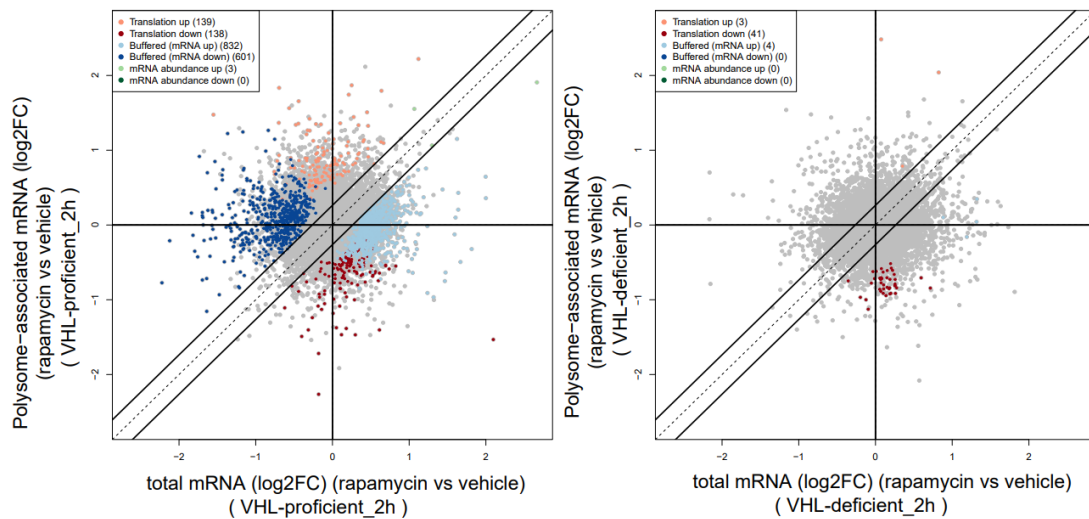 Translation up (139)
Translation down (138)
Buffered (mRNA up) (832)
Buffered (mRNA down) (601)
mRNA abundance up (3)
mRNA abundance down (0)
Polysome−associated mRNA (log2FC)
(rapamycin vs vehicle)
( VHL-proficient_2h )
2
1
0
−1
−2
−2
−1
0
1
2
total mRNA (log2FC) (rapamycin vs vehicle)
( VHL-proficient_2h )
Translation up (3)
Translation down (41)
Buffered (mRNA up) (4)
Buffered (mRNA down) (0)
mRNA abundance up (0)
mRNA abundance down (0)
Polysome−associated mRNA (log2FC)
(rapamycin vs vehicle)
( VHL-deficient_2h )
2
1
0
−1
−2
−2
−1
0
1
2
total mRNA (log2FC) (rapamycin vs vehicle)
( VHL-deficient_2h )